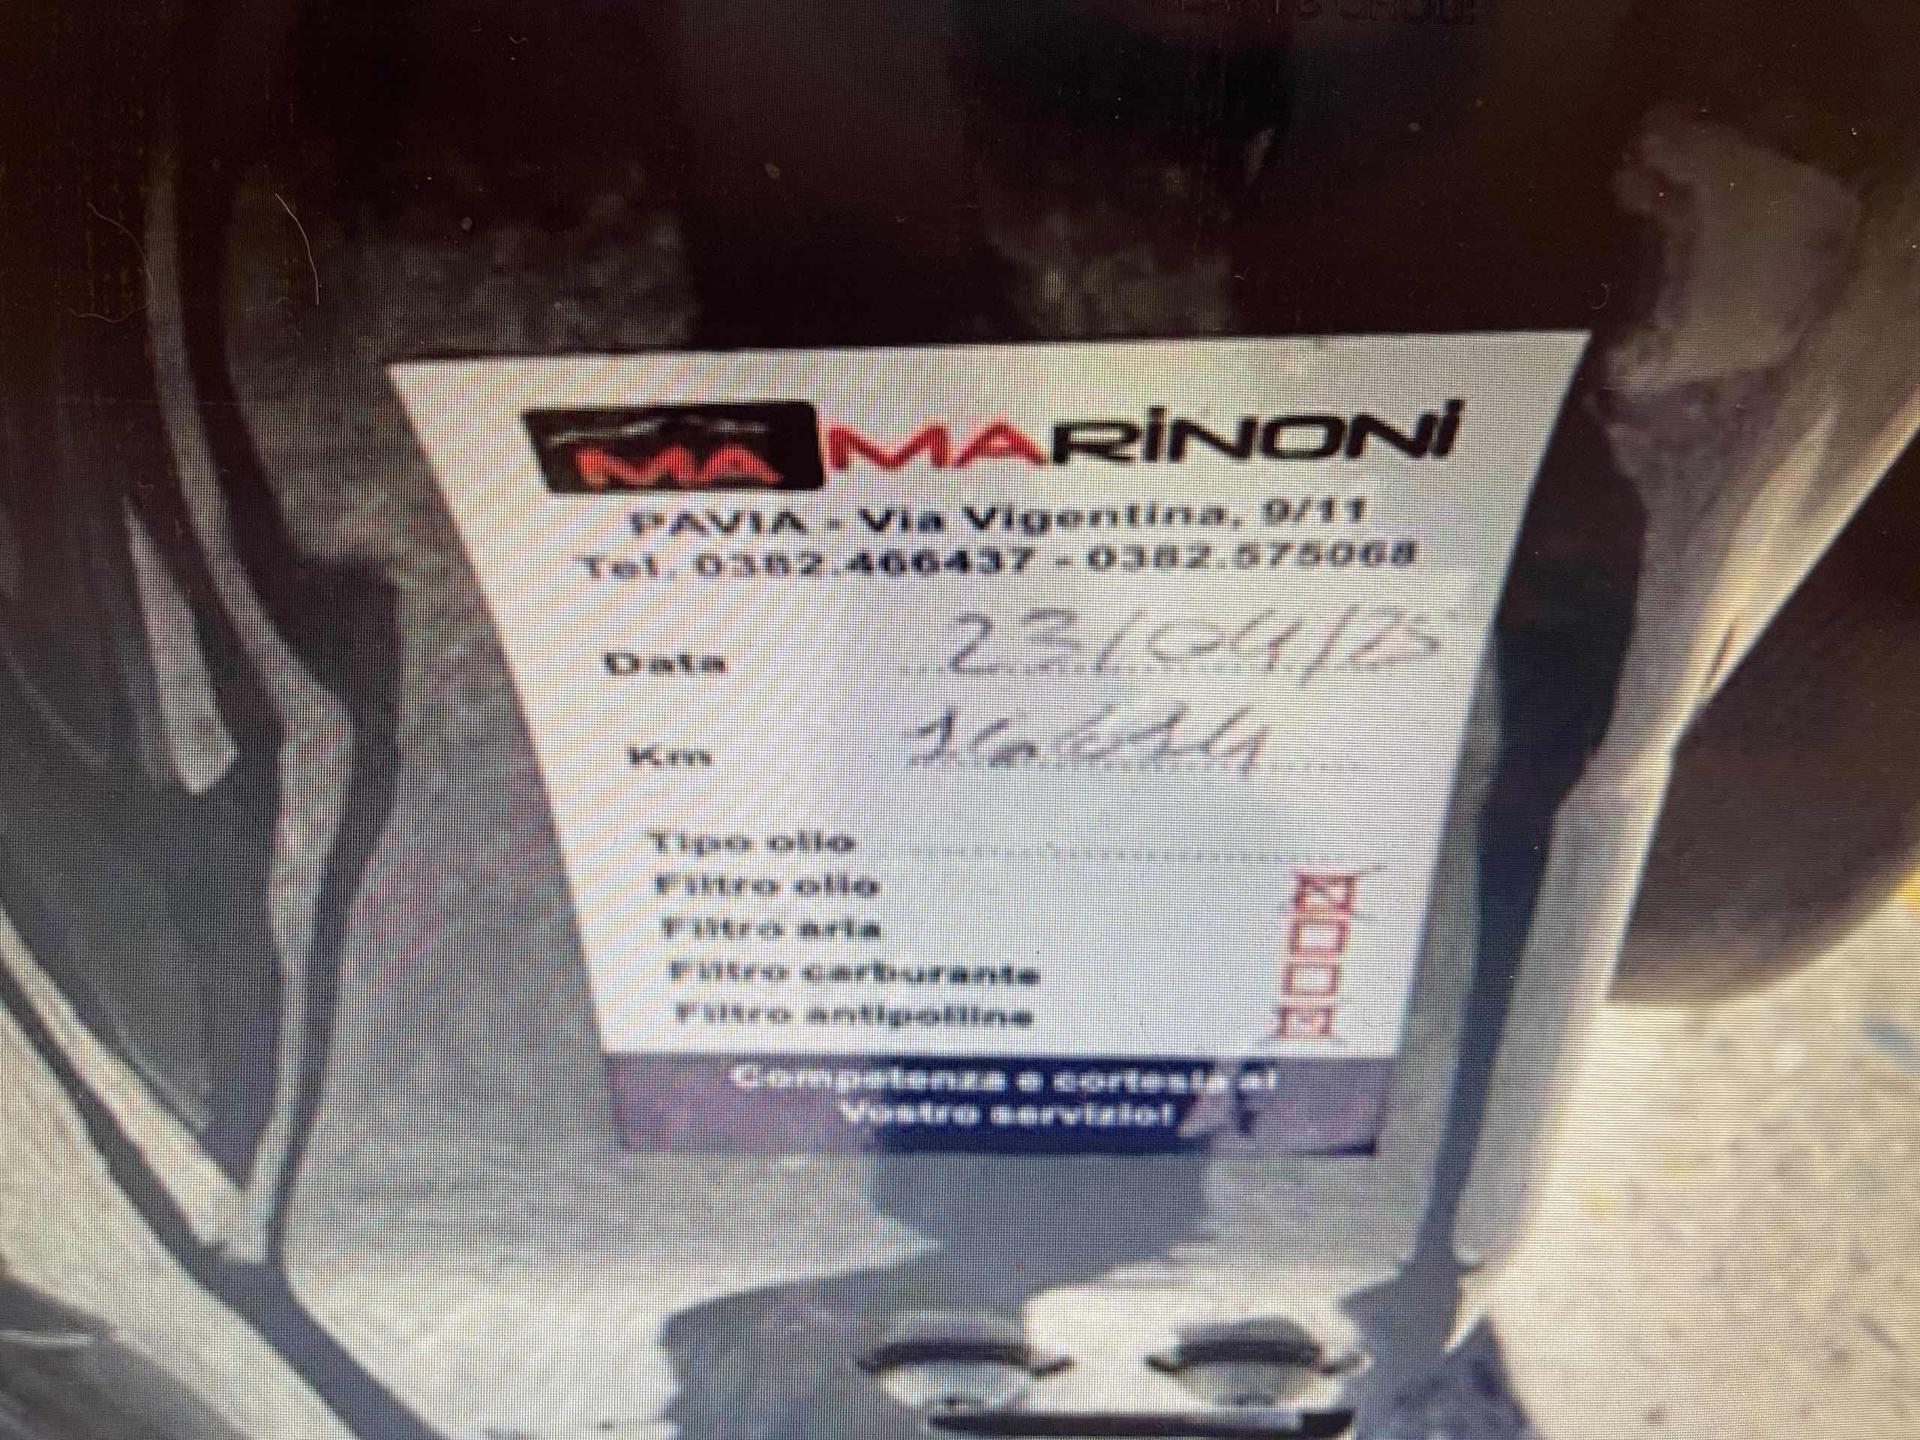 MA MARINONI
PAVIA - Via Vigentina, 9/11
Tel. 0382.466437 - 0382.575068
Data 23/04/25
Km
Tipo olio
Filtro olio
Filtro aria
Filtro carburante
Filtro antipolline
Competenza e cortesia al
Vostro servizio!